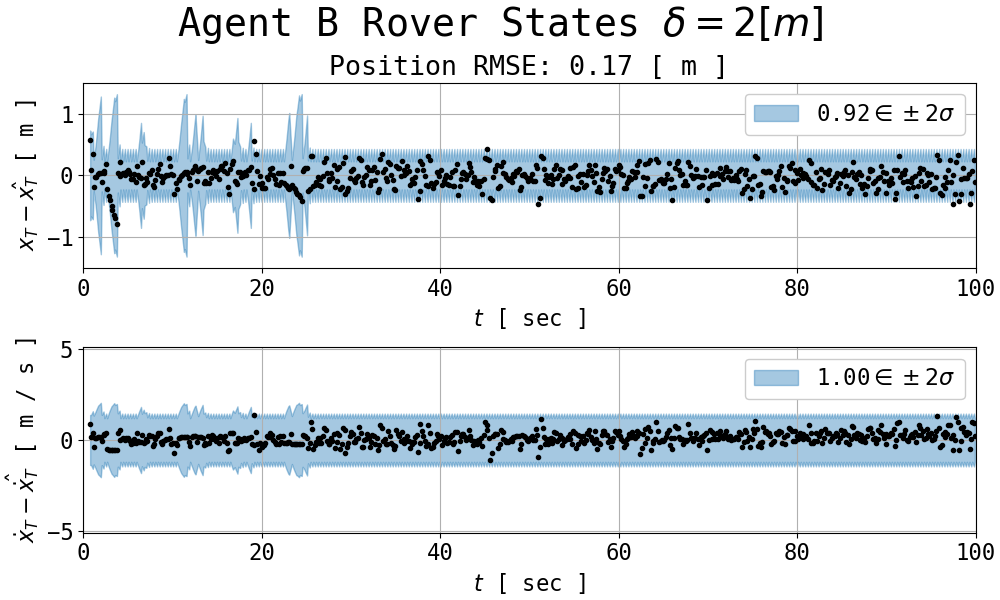 Agent B Rover States δ = 2[m]
Position RMSE: 0.17 [ m ]
x_T − x̂_T [ m ]
1
0
−1
0.92 ∈ ±2σ
0 20 40 60 80 100
t [ sec ]
ẋ_T − ẋ̂_T [ m / s ]
5
0
−5
1.00 ∈ ±2σ
0 20 40 60 80 100
t [ sec ]